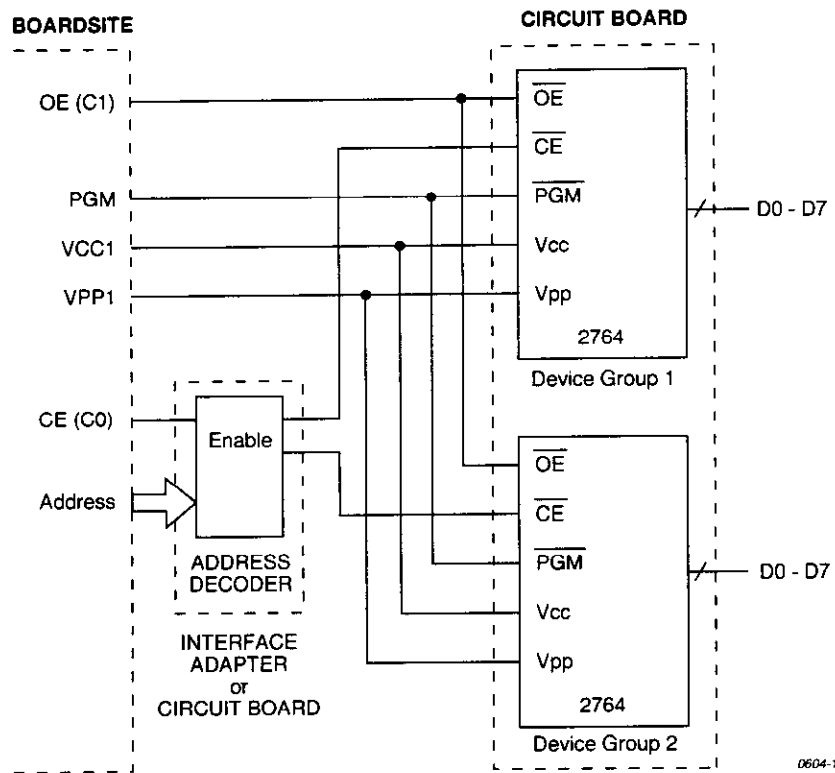 BOARDSITE
CIRCUIT BOARD
OE (C1)
PGM
VCC1
VPP1
CE (C0)
Address
Enable
ADDRESS
DECODER
INTERFACE
ADAPTER
or
CIRCUIT BOARD
OE
CE
PGM
Vcc
Vpp
2764
D0 - D7
Device Group 1
OE
CE
PGM
Vcc
Vpp
2764
D0 - D7
Device Group 2